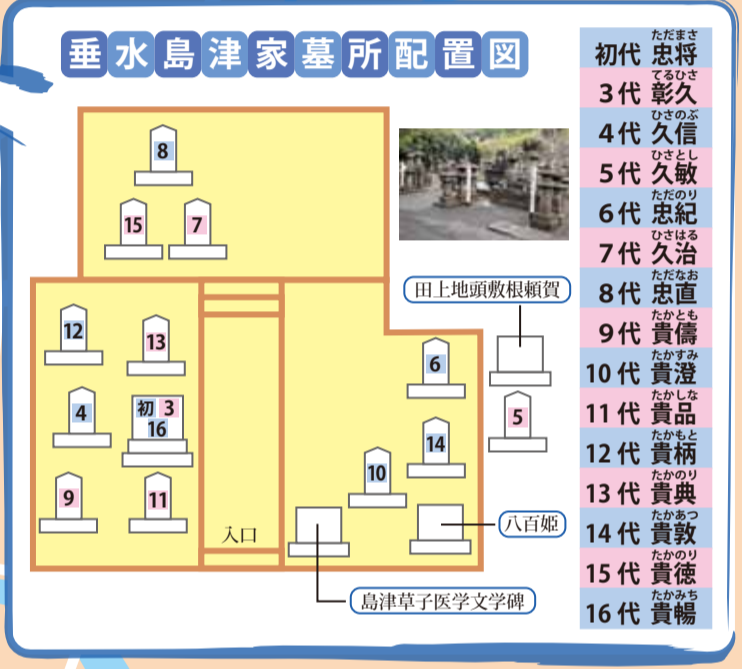 垂水島津家墓所配置図
8
15
7
12
13
4
初 3
16
9
11
入口
6
14
10
5
田上地頭敷根頼賀
八百姫
島津草子医学文学碑
ただまさ
初代 忠将
てるひさ
3代 彰久
ひさのぶ
4代 久信
ひさとし
5代 久敏
ただのり
6代 忠紀
ひさはる
7代 久治
ただなお
8代 忠直
たかとも
9代 貴儔
たかすみ
10代 貴澄
たかしな
11代 貴品
たかもと
12代 貴柄
たかのり
13代 貴典
たかあつ
14代 貴敦
たかのり
15代 貴徳
たかみち
16代 貴暢